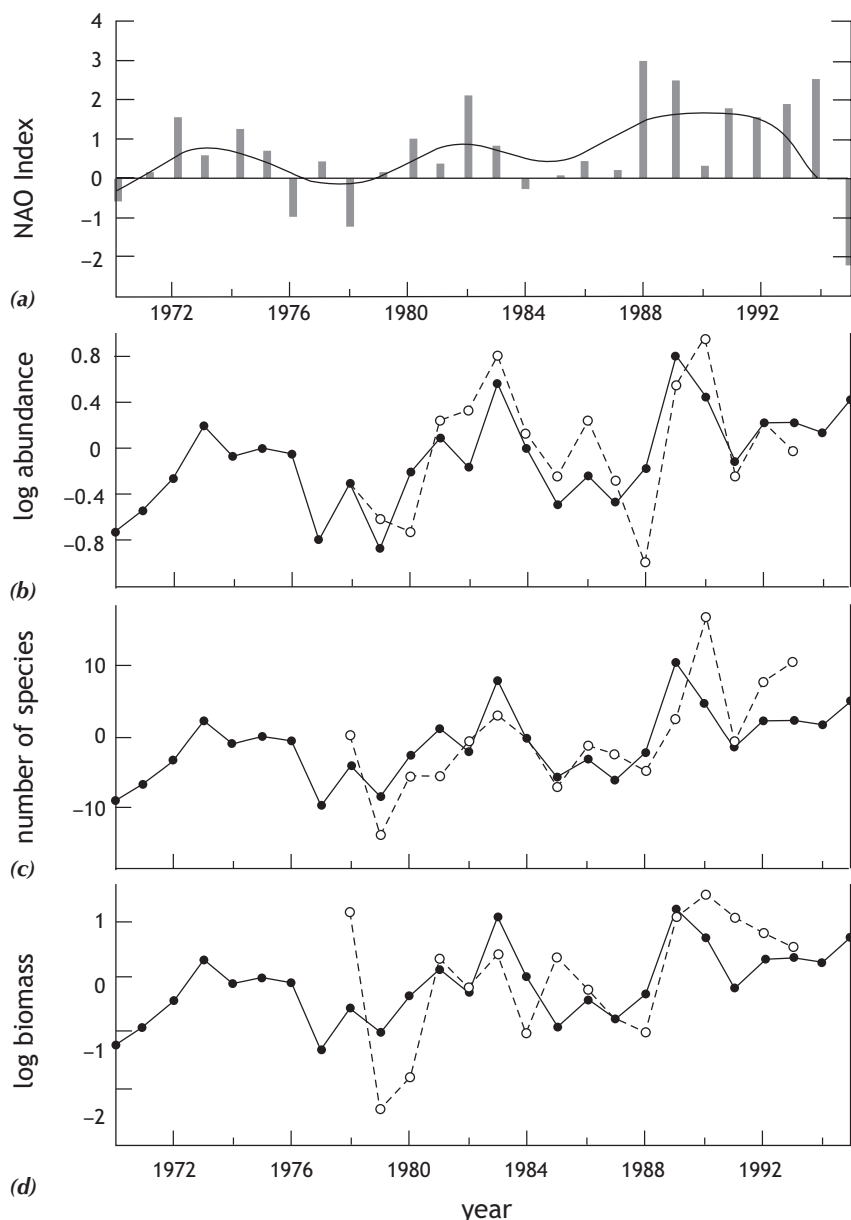 4
3
2
1
0
−1
−2
NAO Index
(a)
1972 1976 1980 1984 1988 1992
0.8
0.4
0
−0.4
−0.8
log abundance
(b)
10
0
−10
number of species
(c)
1
0
−1
−2
log biomass
1972 1976 1980 1984 1988 1992
(d)
year